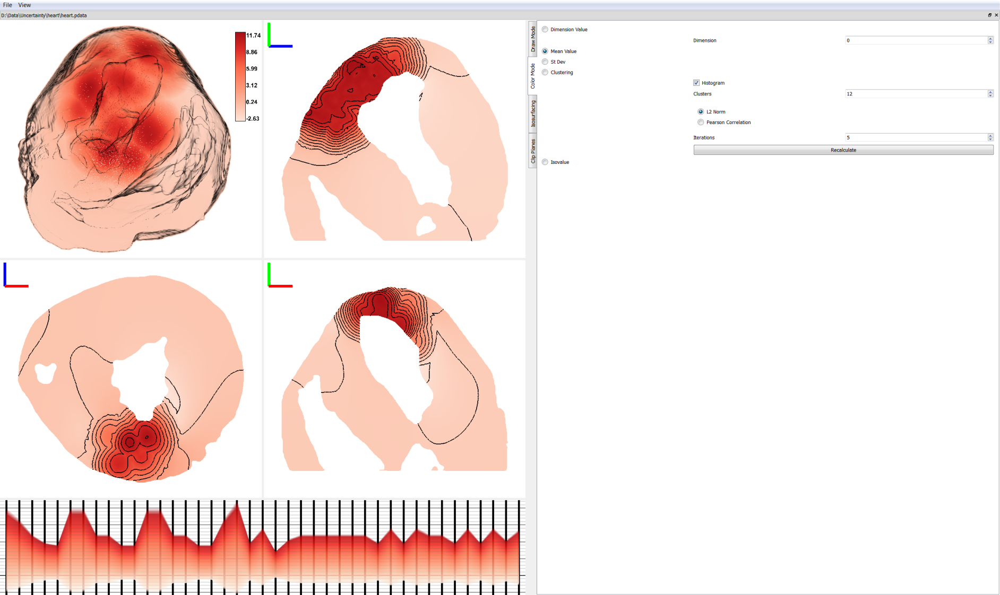 File View
D:\Data\Uncertainty\heart\heart.pdata
11.74
8.86
5.99
3.12
0.24
-2.63
Draw Mode
Color Mode
Isosurfacing
Clip Planes
Dimension Value
Dimension 0
Mean Value
St Dev
Clustering
Histogram
Clusters 12
L2 Norm
Pearson Correlation
Iterations 5
Recalculate
Isovalue